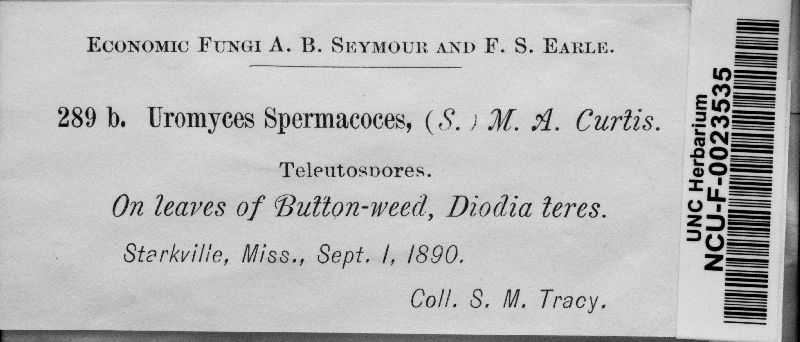 Economic Fungi A. B. Seymour and F. S. Earle.
289 b. Uromyces Spermacoces, (S.) M. A. Curtis.
Teleutospores.
On leaves of Button-weed, Diodia teres.
Starkville, Miss., Sept. 1, 1890.
Coll. S. M. Tracy.
UNC Herbarium
NCU-F-0023535